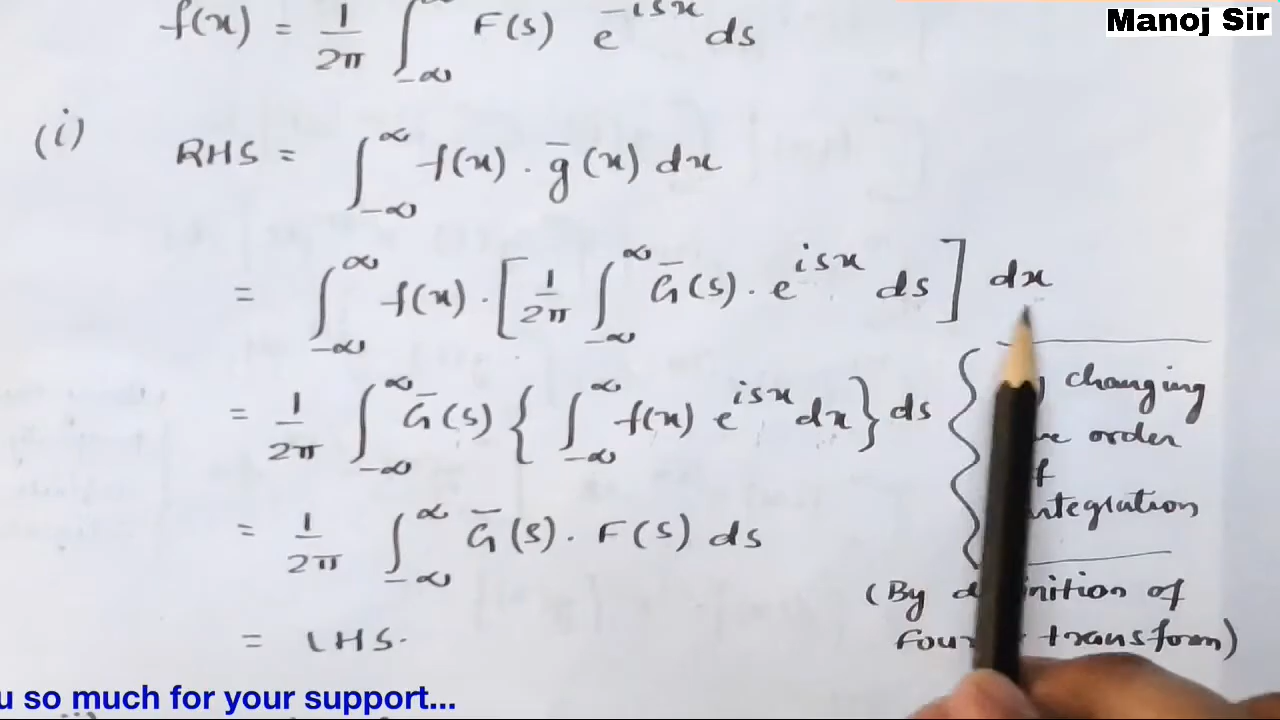 Manoj Sir
f(x) = 1/2π ∫_{-∞}^{∞} F(s) e^{-isx} ds
(i) RHS = ∫_{-∞}^{∞} f(x) . g̅(x) dx
= ∫_{-∞}^{∞} f(x) . [ 1/2π ∫_{-∞}^{∞} G̅(s) . e^{isx} ds ] dx
= 1/2π ∫_{-∞}^{∞} G̅(s) { ∫_{-∞}^{∞} f(x) e^{isx} dx } ds
changing
order
integration
= 1/2π ∫_{-∞}^{∞} G̅(s) . F(s) ds
(By of
transform)
= LHS.
so much for your support...